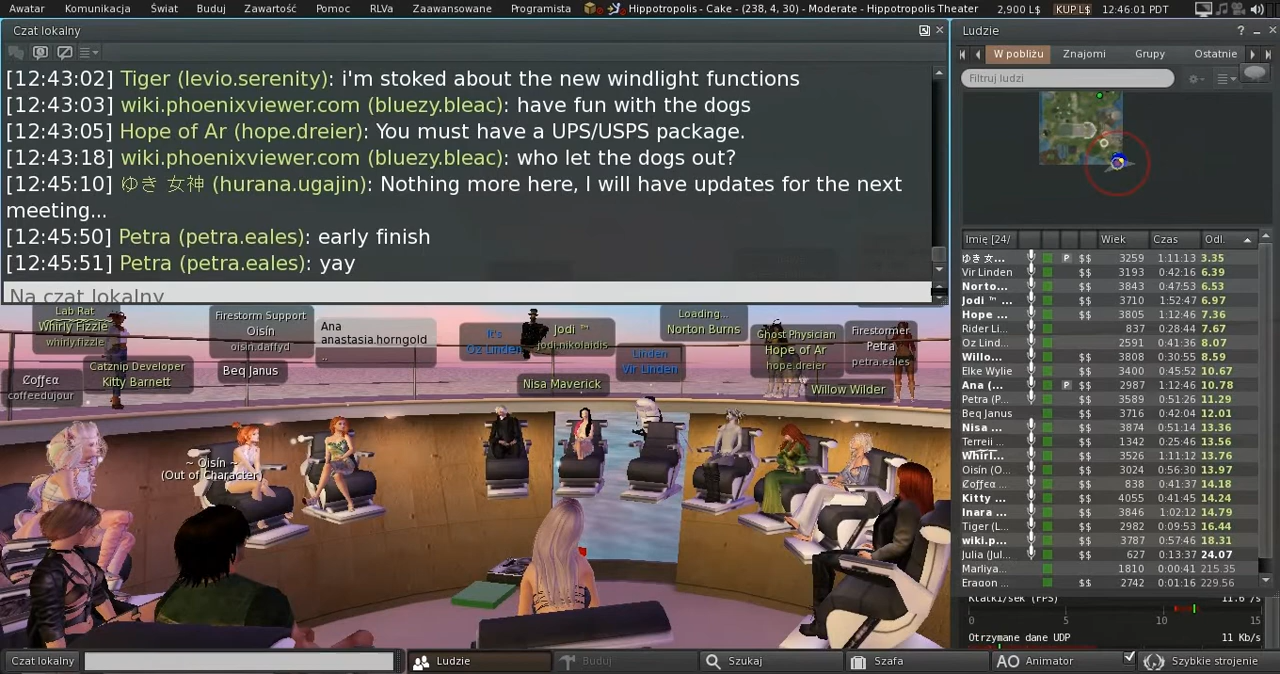 Awatar Komunikacja Świat Buduj Zawartość Pomoc RLVa Zaawansowane Programista Hippotropolis - Cake - (238, 4, 30) - Moderate - Hippotropolis Theater 2,900 L$ KUP L$ 12:46:01 PDT
Czat lokalny
[12:43:02] Tiger (levio.serenity): i'm stoked about the new windlight functions
[12:43:03] wiki.phoenixviewer.com (bluezy.bleac): have fun with the dogs
[12:43:05] Hope of Ar (hope.dreier): You must have a UPS/USPS package.
[12:43:18] wiki.phoenixviewer.com (bluezy.bleac): who let the dogs out?
[12:45:10] ゆき 女神 (hurana.ugajin): Nothing more here, I will have updates for the next
meeting...
[12:45:50] Petra (petra.eales): early finish
[12:45:51] Petra (petra.eales): yay
Na czat lokalny
Lab Rat
Whirly Fizzle
whirly.fizzle
Firestorm Support
Oisín
oisin.daffyd
Ana
anastasia.horngold
..
It's
Oz Linden
Jodi ™
jodi.nikolaidis
Loading...
Norton Burns
Linden
Vir Linden
Ghost Physician
Hope of Ar
hope.dreier
Firestormer
Petra
petra.eales
Coffee
coffeedujour
Catznip Developer
Kitty Barnett
Beq Janus
Nisa Maverick
Willow Wilder
~ Oisín ~
(Out of Character)
Ludzie
W pobliżu Znajomi Grupy Ostatnie
Filtruj ludzi
Imię [24/ Wiek Czas Odl.
ゆき 女... P $$ 3259 1:11:13 3.35
Vir Linden $$ 3193 0:42:16 6.39
Norto... $$ 3843 0:47:53 6.53
Jodi ™ ... $$ 3710 1:52:47 6.97
Hope ... $$ 3805 1:12:46 7.36
Rider Li... 837 0:28:44 7.67
Oz Lind... 2591 0:41:36 8.07
Willo... $$ 3808 0:30:55 8.59
Elke Wylie $$ 3400 0:45:52 10.67
Ana (... P $$ 2987 1:12:46 10.78
Petra (P... $$ 3589 0:51:26 11.29
Beq Janus $$ 3716 0:42:04 12.01
Nisa ... $$ 3874 0:51:14 13.36
Terreii ... $$ 1342 0:25:46 13.56
Whirl... $$ 3526 1:11:12 13.76
Oisín (O... $$ 3024 0:56:30 13.97
Coffee ... $$ 838 0:41:37 14.18
Kitty ... $$ 4055 0:41:45 14.24
Inara ... $$ 3846 1:02:12 14.79
Tiger (L... $$ 2982 0:09:53 16.44
wiki.p... $$ 3787 0:57:46 18.31
Julia (Jul... $$ 627 0:13:37 24.07
Marliya... 1810 0:00:41 215.35
Eragon ... $$ 2742 0:01:16 229.56
Klatki/sek (FPS) 11.6 /s
0 5 10 15
Otrzymane dane UDP 11 Kb/s
Czat lokalny Ludzie Buduj Szukaj Szafa AO Animator Szybkie strojenie